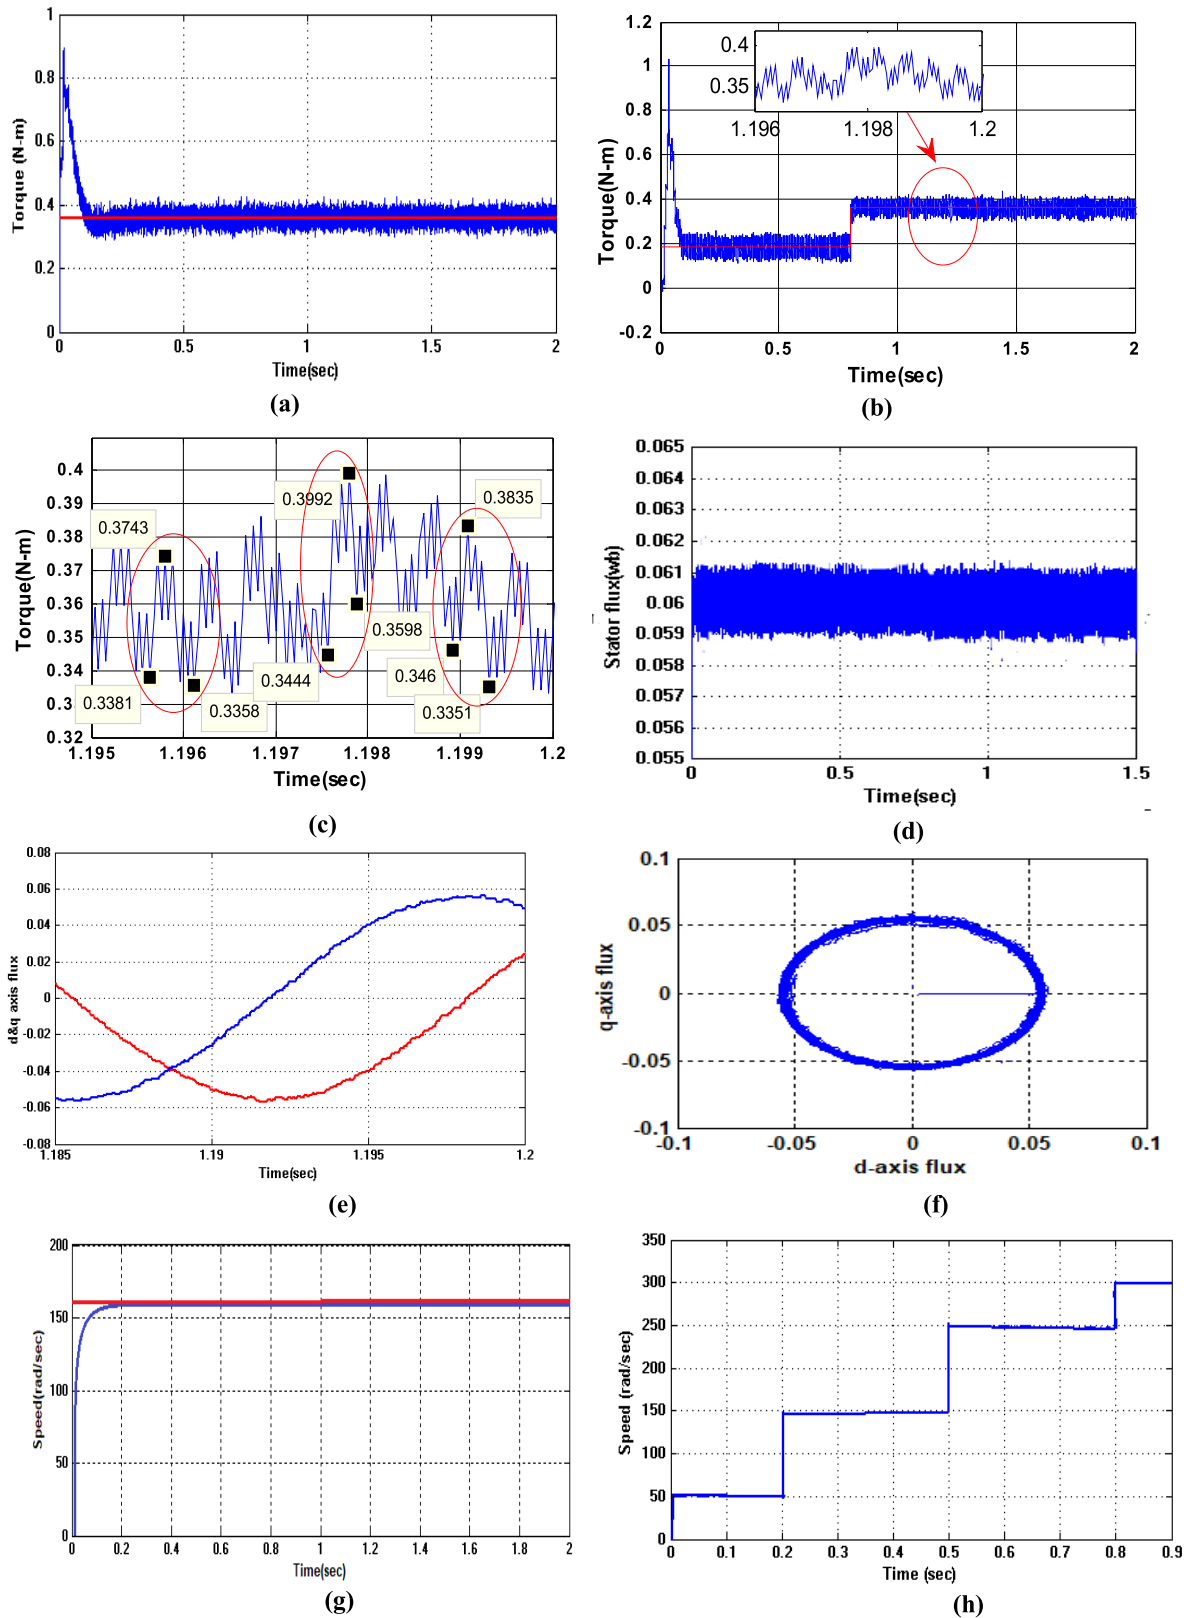 1
0.8
0.6
0.4
0.2
0
0 0.5 1 1.5 2
Torque (N-m)
Time(sec)
(a)
1.2
1
0.8
0.6
0.4
0.2
0
-0.2
0 0.5 1 1.5 2
Torque(N-m)
Time(sec)
0.4
0.35
1.196 1.198 1.2
(b)
0.4
0.39
0.38
0.37
0.36
0.35
0.34
0.33
0.32
1.195 1.196 1.197 1.198 1.199 1.2
Torque(N-m)
Time(sec)
0.3743
0.3992
0.3835
0.3381
0.3358
0.3444
0.3598
0.346
0.3351
(c)
0.065
0.064
0.063
0.062
0.061
0.06
0.059
0.058
0.057
0.056
0.055
0 0.5 1 1.5
Stator flux(wb)
Time(sec)
(d)
0.08
0.06
0.04
0.02
0
-0.02
-0.04
-0.06
-0.08
1.185 1.19 1.195 1.2
d&q axis flux
Time(sec)
(e)
0.1
0.05
0
-0.05
-0.1
-0.1 -0.05 0 0.05 0.1
q-axis flux
d-axis flux
(f)
200
150
100
50
0
0 0.2 0.4 0.6 0.8 1 1.2 1.4 1.6 1.8 2
Speed(rad/sec)
Time(sec)
(g)
350
300
250
200
150
100
50
0
0 0.1 0.2 0.3 0.4 0.5 0.6 0.7 0.8 0.9
Speed (rad/sec)
Time (sec)
(h)